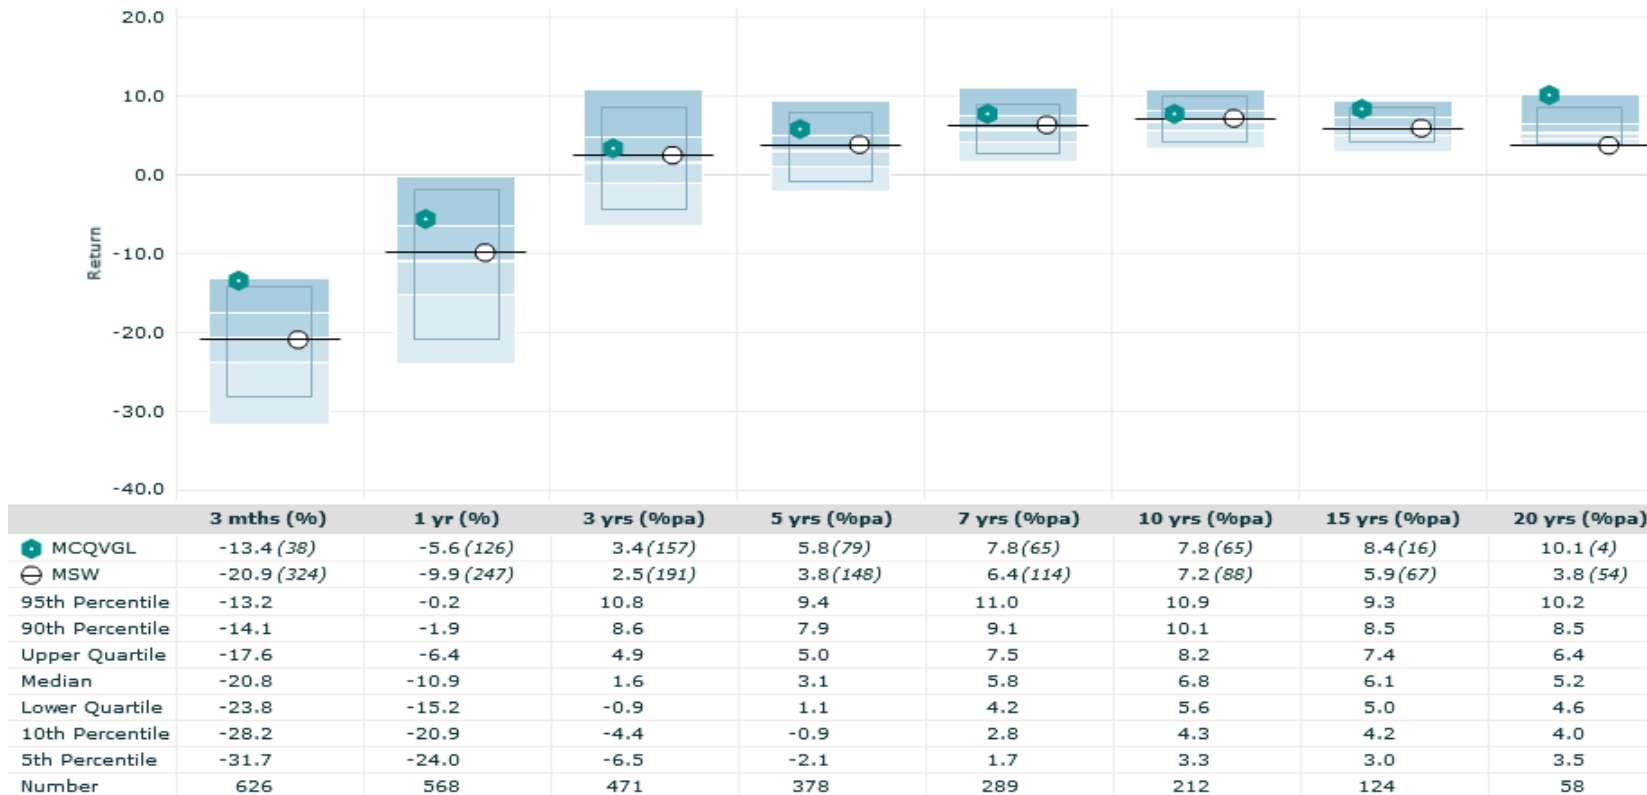 20.0
10.0
0.0
-10.0
-20.0
-30.0
-40.0
Return
3 mths (%) 1 yr (%) 3 yrs (%pa) 5 yrs (%pa) 7 yrs (%pa) 10 yrs (%pa) 15 yrs (%pa) 20 yrs (%pa)
MCQVGL -13.4 (38) -5.6 (126) 3.4 (157) 5.8 (79) 7.8 (65) 7.8 (65) 8.4 (16) 10.1 (4)
MSW -20.9 (324) -9.9 (247) 2.5 (191) 3.8 (148) 6.4 (114) 7.2 (88) 5.9 (67) 3.8 (54)
95th Percentile -13.2 -0.2 10.8 9.4 11.0 10.9 9.3 10.2
90th Percentile -14.1 -1.9 8.6 7.9 9.1 10.1 8.5 8.5
Upper Quartile -17.6 -6.4 4.9 5.0 7.5 8.2 7.4 6.4
Median -20.8 -10.9 1.6 3.1 5.8 6.8 6.1 5.2
Lower Quartile -23.8 -15.2 -0.9 1.1 4.2 5.6 5.0 4.6
10th Percentile -28.2 -20.9 -4.4 -0.9 2.8 4.3 4.2 4.0
5th Percentile -31.7 -24.0 -6.5 -2.1 1.7 3.3 3.0 3.5
Number 626 568 471 378 289 212 124 58